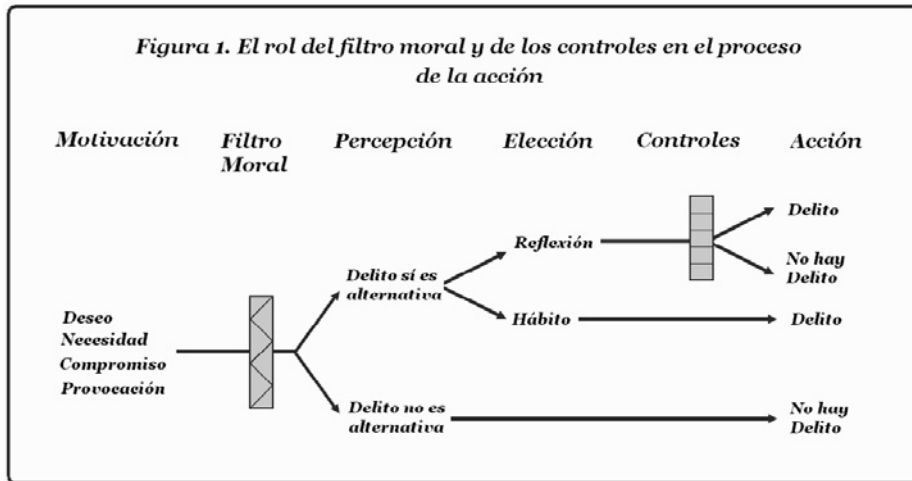 Figura 1. El rol del filtro moral y de los controles en el proceso
de la acción
Motivación
Filtro
Moral
Percepción
Elección
Controles
Acción
Deseo
Necesidad
Compromiso
Provocación
Delito sí es
alternativa
Delito no es
alternativa
Reflexión
Hábito
Delito
No hay
Delito
Delito
No hay
Delito